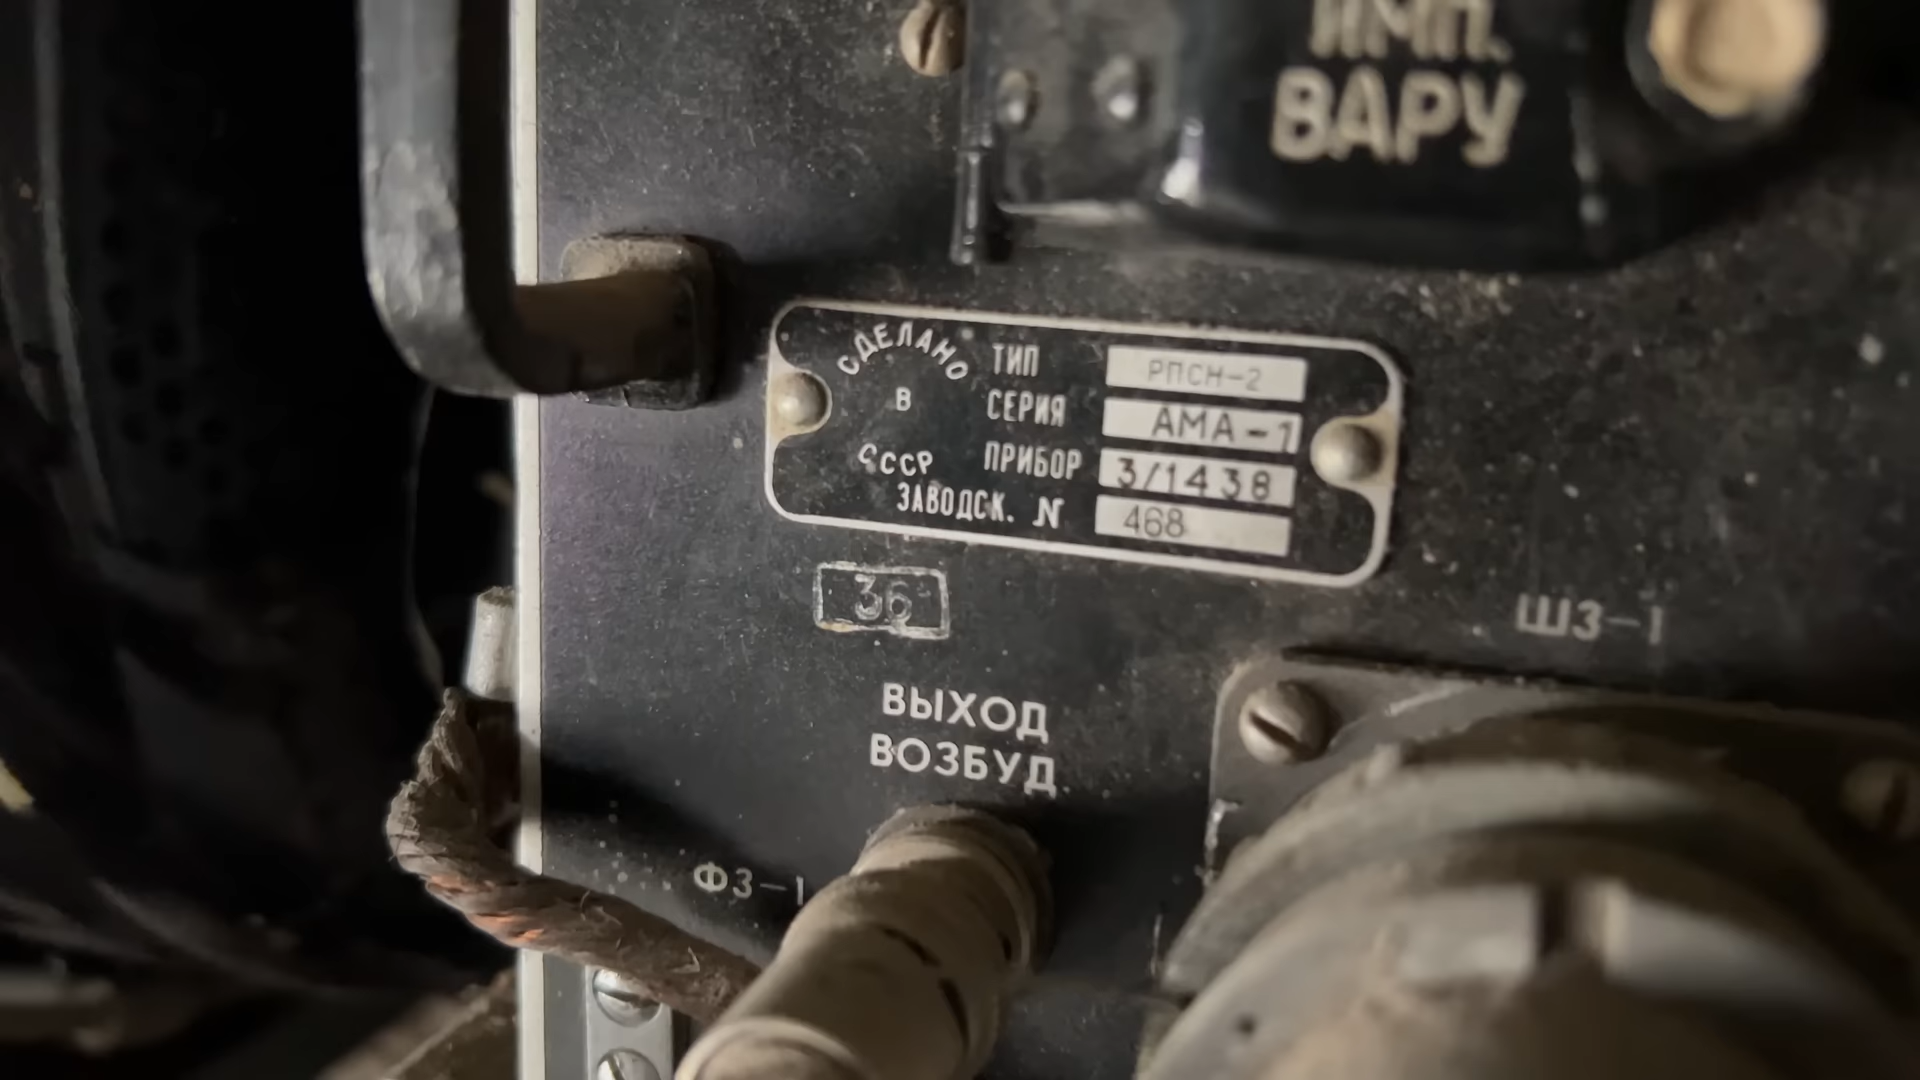 ИМП.
ВАРУ
СДЕЛАНО
В
СССР
ТИП РПСН-2
СЕРИЯ АМА-1
ПРИБОР 3/1438
ЗАВОДСК. N 468
36
ШЗ-1
ВЫХОД
ВОЗБУД.
ФЗ-1